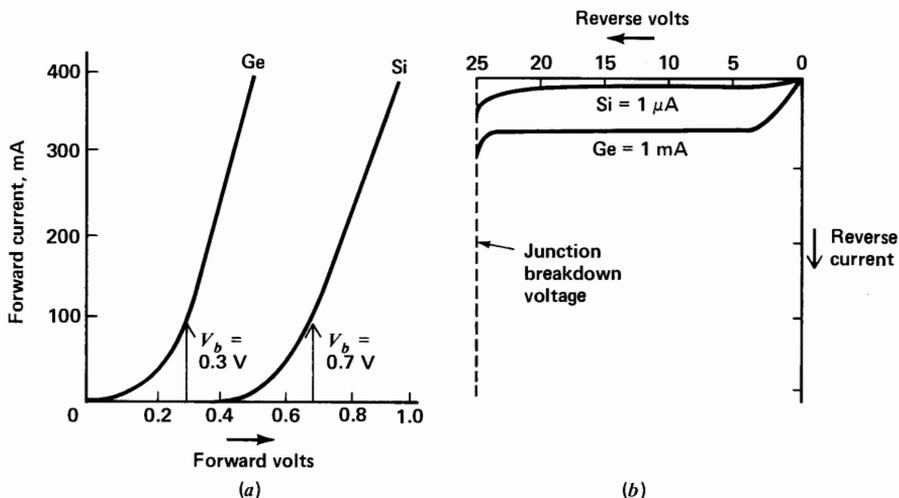 Forward current, mA
400
300
200
100
0
0.2
0.4
0.6
0.8
1.0
Ge
Si
V_b =
0.3 V
V_b =
0.7 V
Forward volts
(a)
Reverse volts
25
20
15
10
5
0
Si = 1 μA
Ge = 1 mA
Junction
breakdown
voltage
Reverse
current
(b)